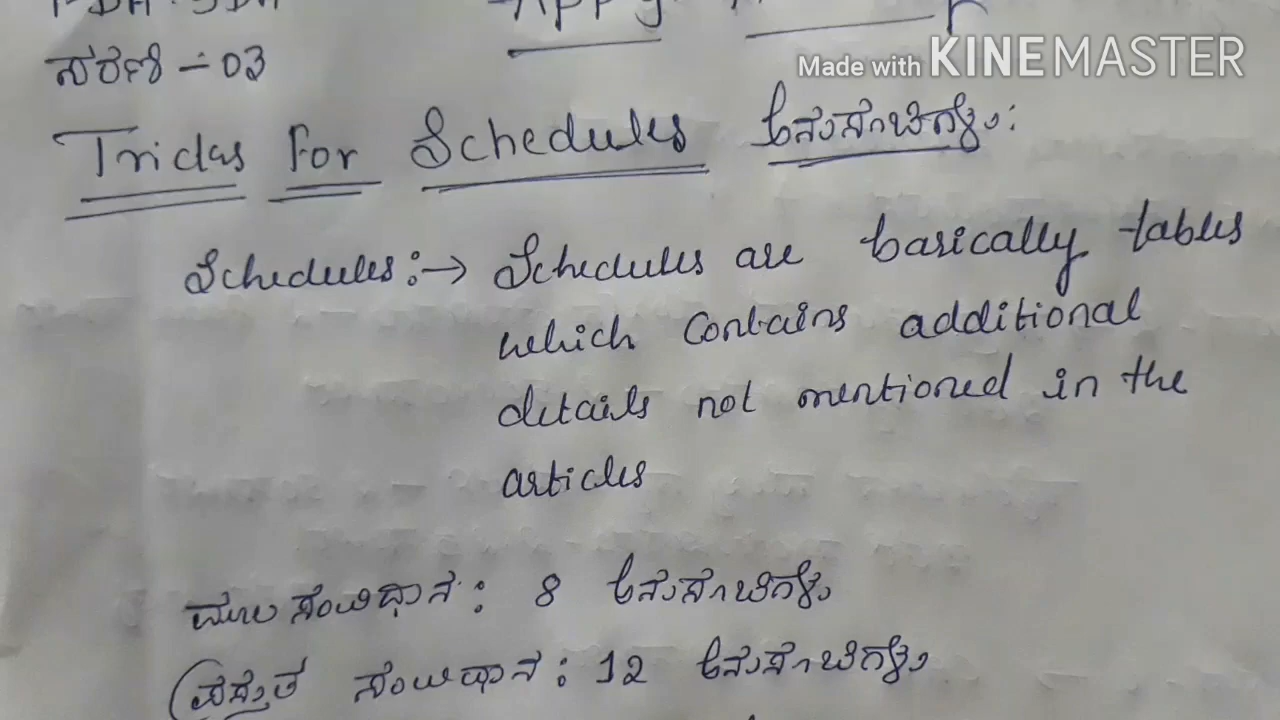 ಸರಣಿ - 03
Made with KINEMASTER
Tricks For Schedules ಅನುಸೂಚಿಗಳು:
Schedules:→ Schedules are basically tables
which contains additional
details not mentioned in the
articles
ಮೂಲ ಸಂವಿಧಾನ: 8 ಅನುಸೂಚಿಗಳು
ಪ್ರಸ್ತುತ ಸಂವಿಧಾನ: 12 ಅನುಸೂಚಿಗಳು